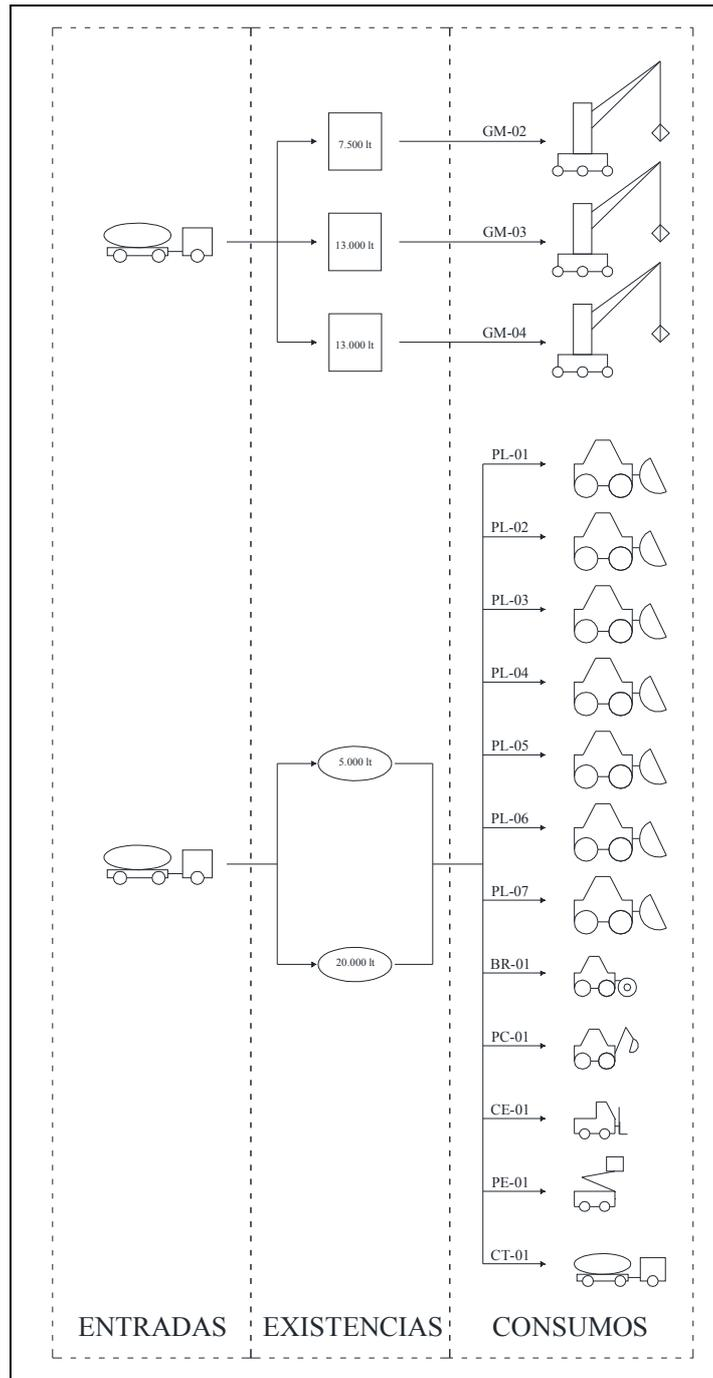 7.500 lt
GM-02
13.000 lt
GM-03
13.000 lt
GM-04
PL-01
PL-02
PL-03
PL-04
PL-05
5.000 lt
PL-06
PL-07
20.000 lt
BR-01
PC-01
CE-01
PE-01
CT-01
ENTRADAS
EXISTENCIAS
CONSUMOS